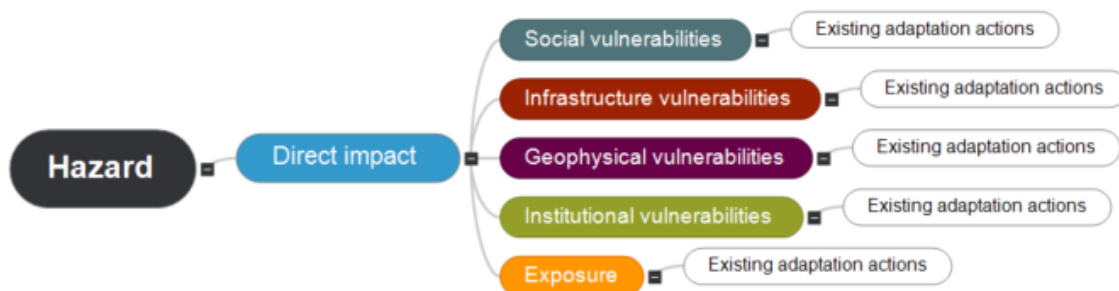 Hazard
Direct impact
Social vulnerabilities
Existing adaptation actions
Infrastructure vulnerabilities
Existing adaptation actions
Geophysical vulnerabilities
Existing adaptation actions
Institutional vulnerabilities
Existing adaptation actions
Exposure
Existing adaptation actions